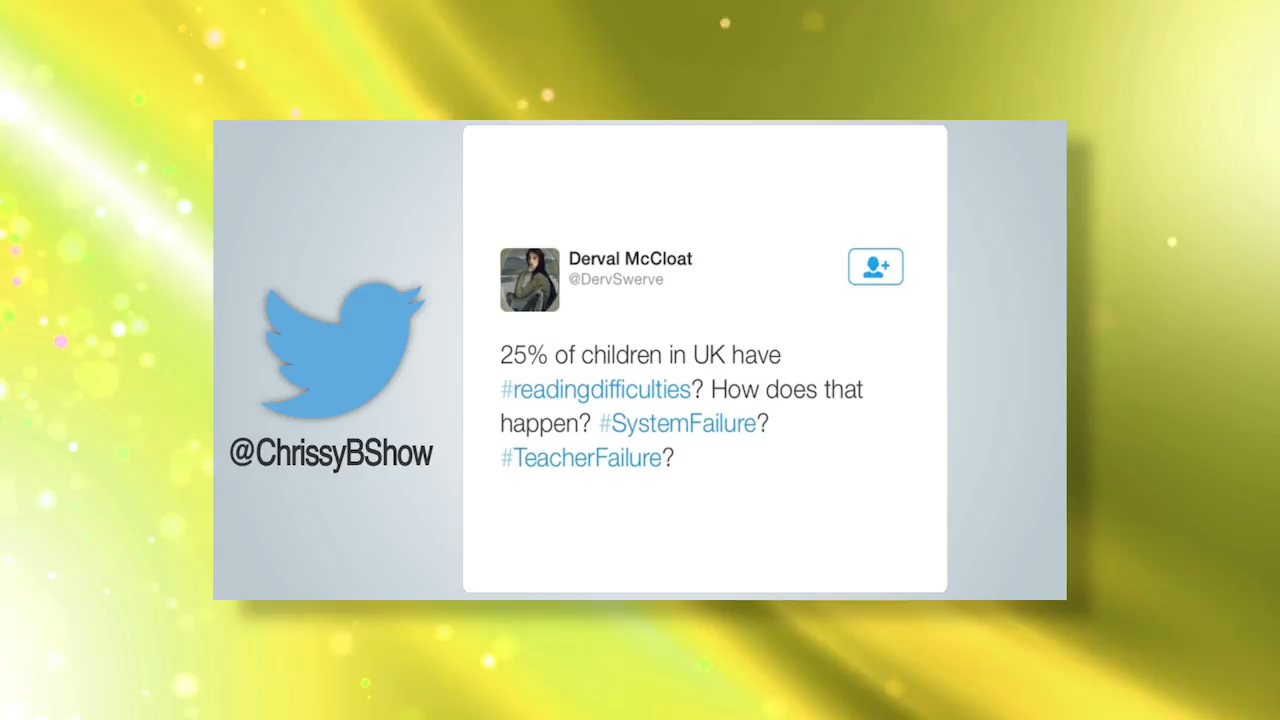 Derval McCloat
@DervSwerve
25% of children in UK have
#readingdifficulties? How does that
happen? #SystemFailure?
#TeacherFailure?
@ChrissyBShow